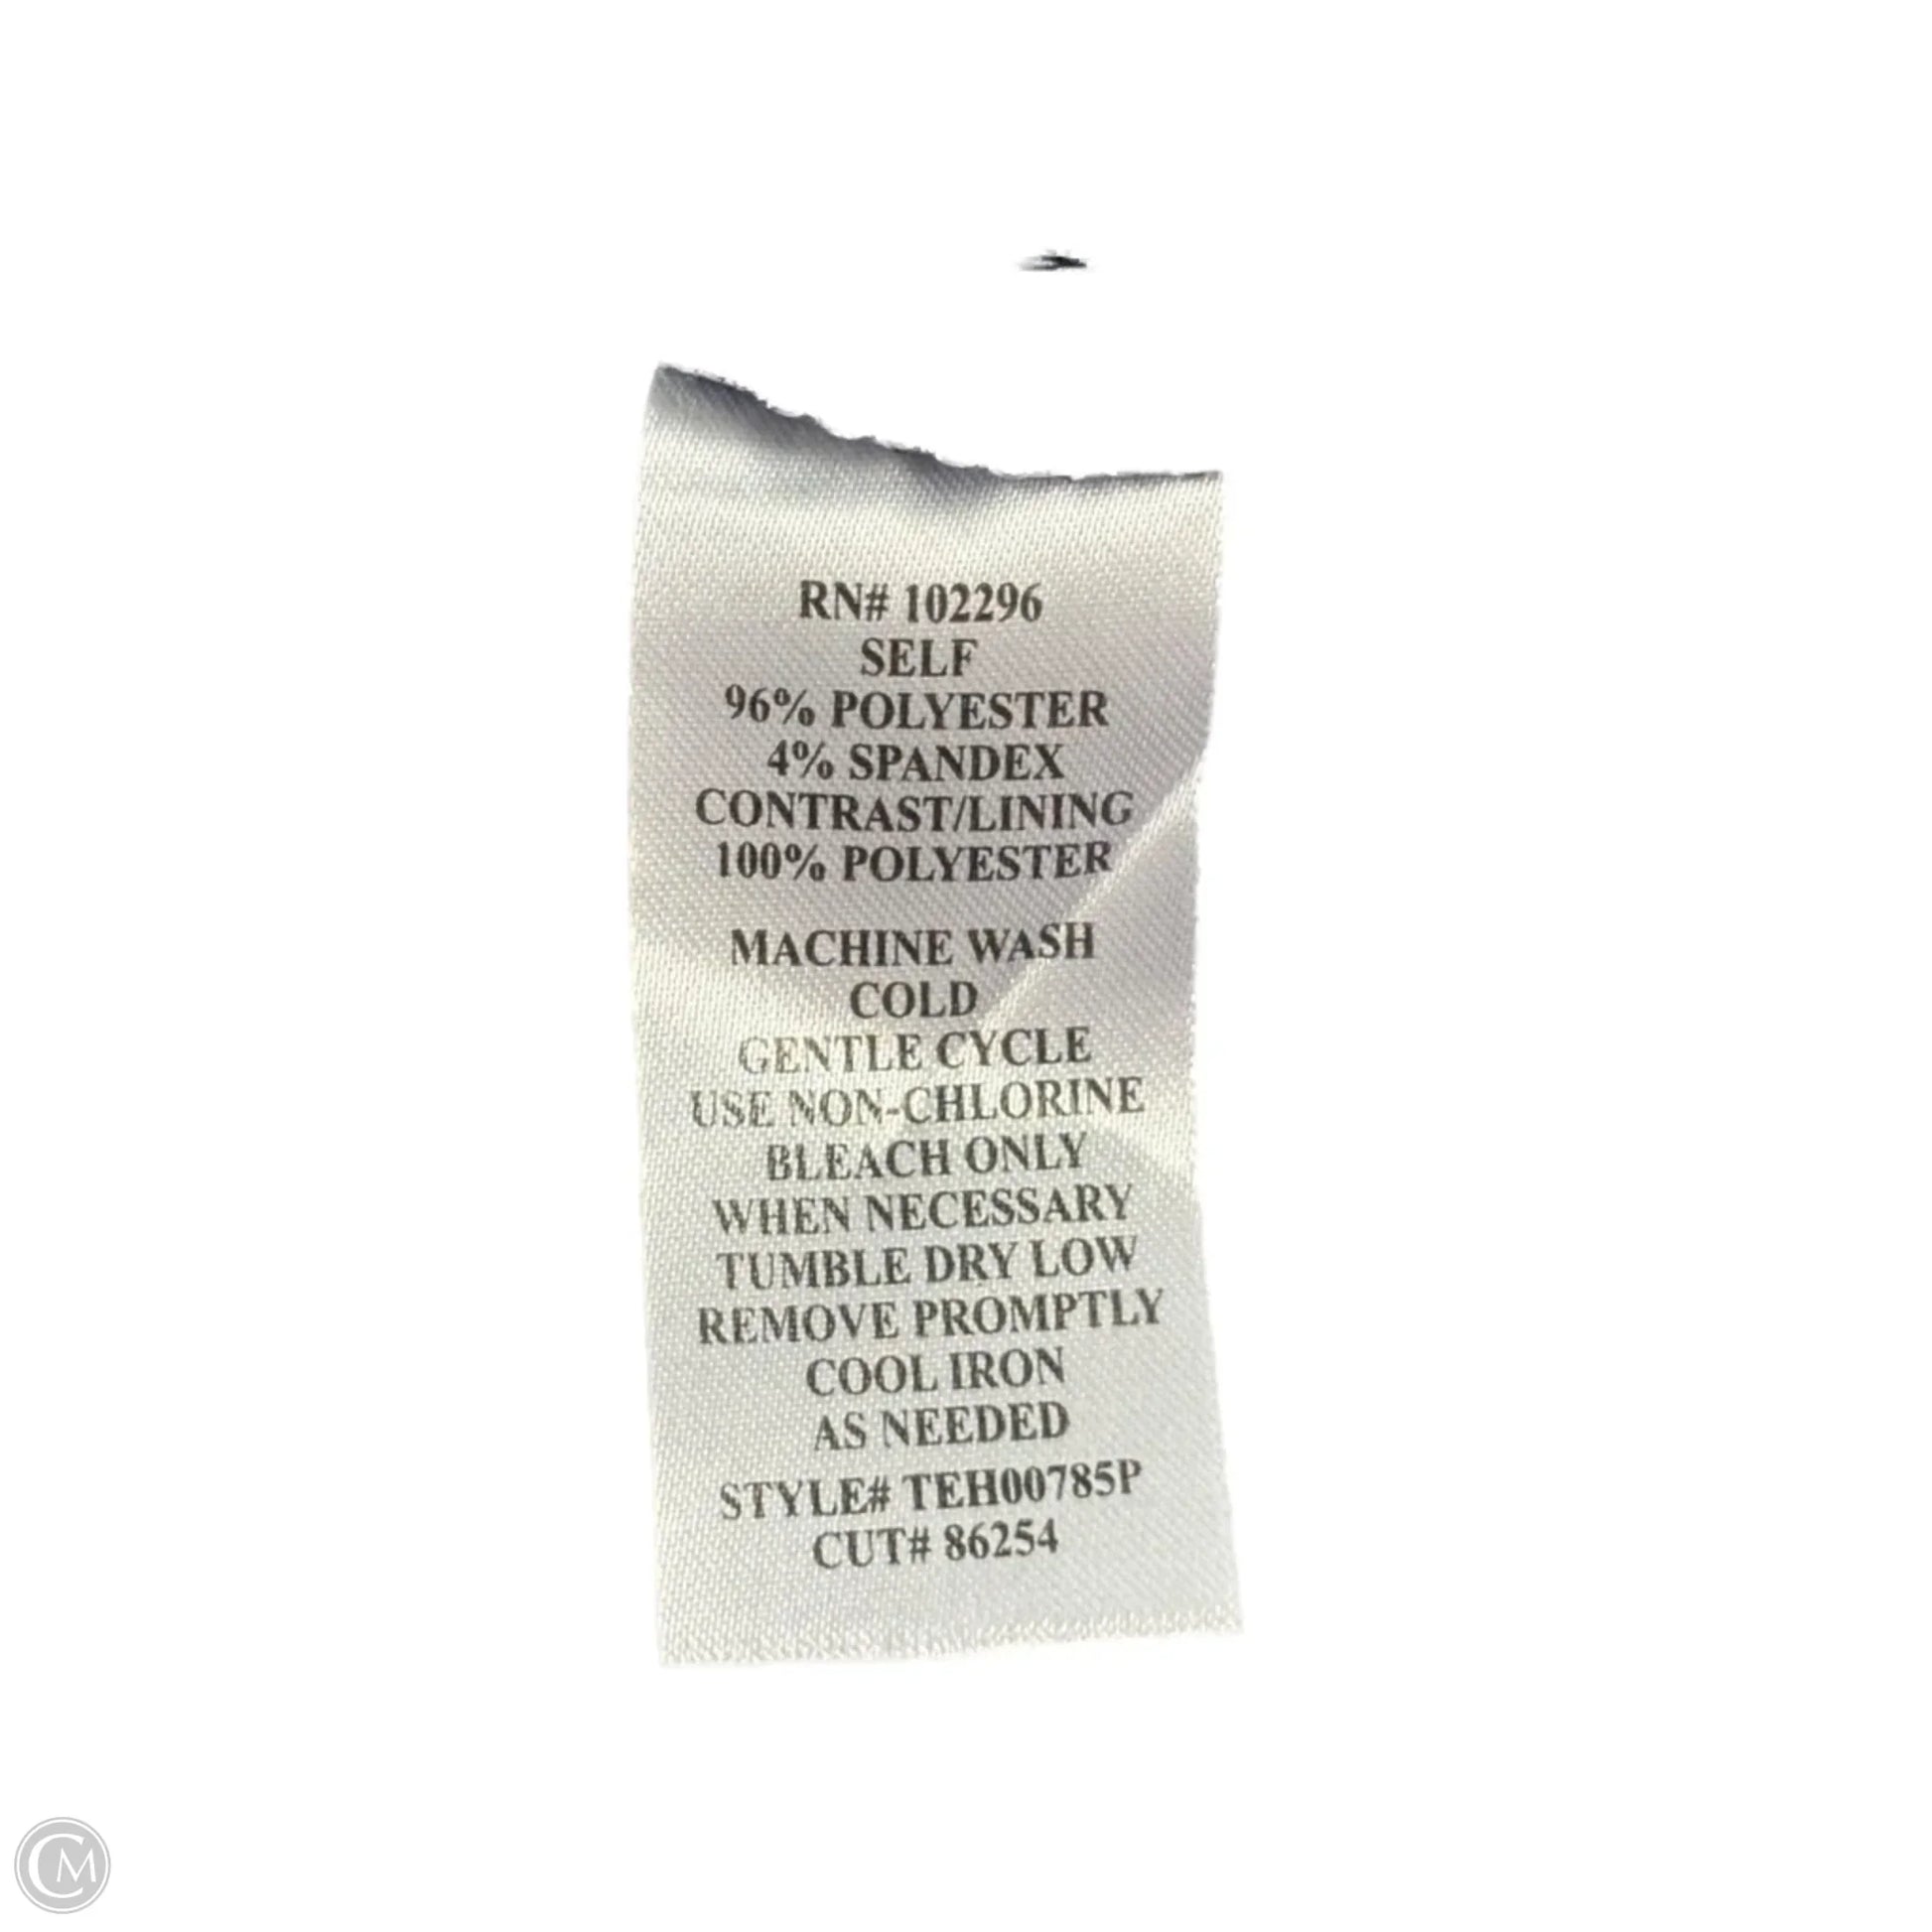 RN# 102296
SELF
96% POLYESTER
4% SPANDEX
CONTRAST/LINING
100% POLYESTER
MACHINE WASH
COLD
GENTLE CYCLE
USE NON-CHLORINE
BLEACH ONLY
WHEN NECESSARY
TUMBLE DRY LOW
REMOVE PROMPTLY
COOL IRON
AS NEEDED
STYLE# TEH00785P
CUT# 86254
CM